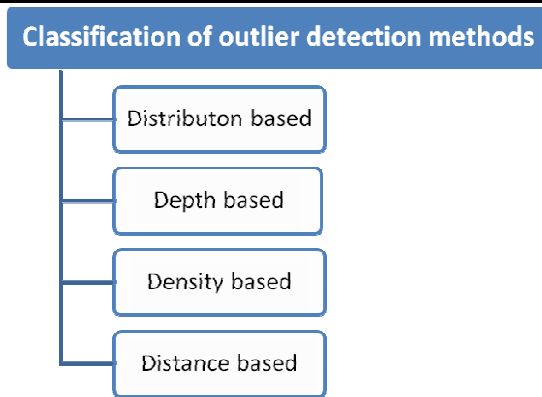 Classification of outlier detection methods
Distributon based
Depth based
Density based
Distance based